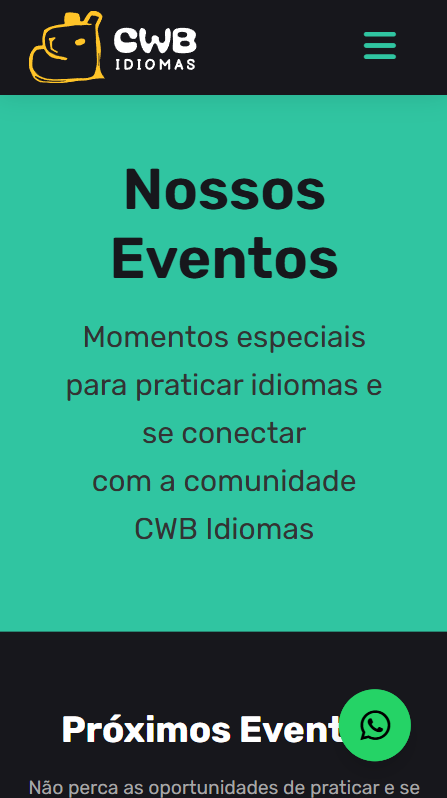 CWB
IDIOMAS
Nossos
Eventos
Momentos especiais
para praticar idiomas e
se conectar
com a comunidade
CWB Idiomas
Próximos Event
Não perca as oportunidades de praticar e se